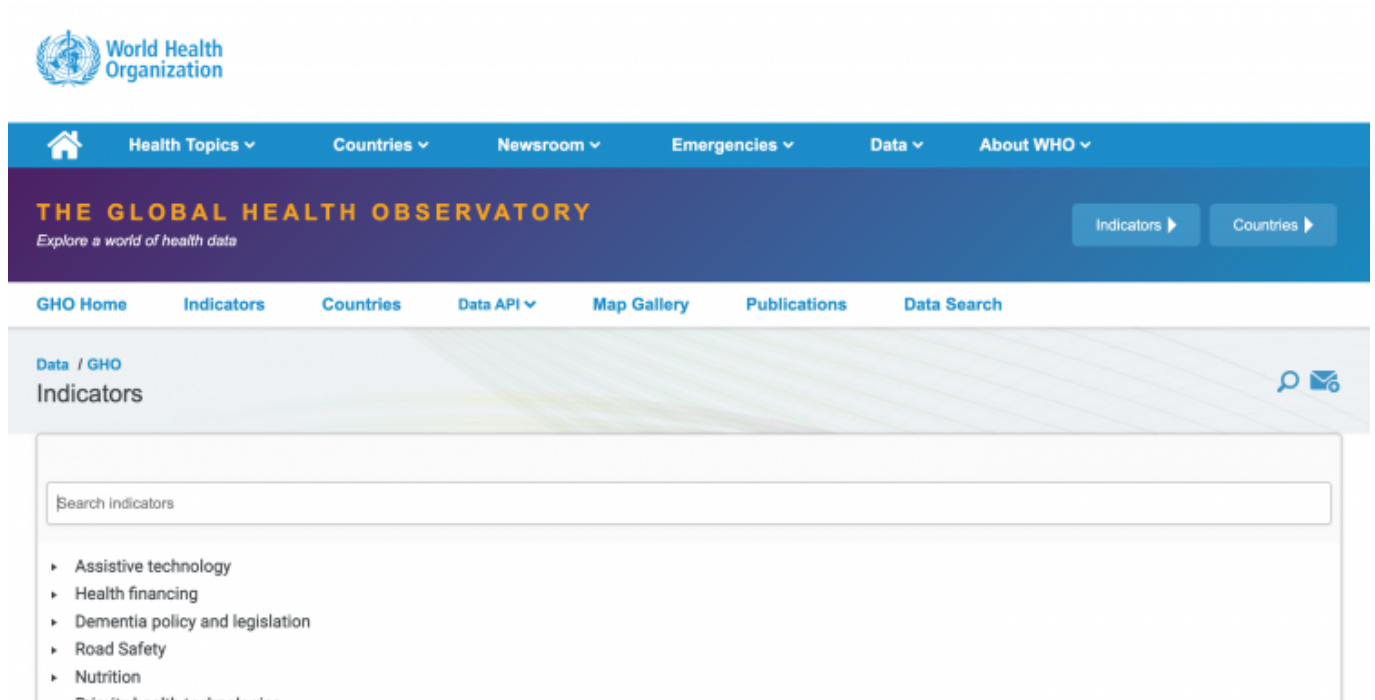 World Health
Organization
Health Topics Countries Newsroom Emergencies Data About WHO
THE GLOBAL HEALTH OBSERVATORY
Explore a world of health data
Indicators Countries
GHO Home Indicators Countries Data API Map Gallery Publications Data Search
Data / GHO
Indicators
Search indicators
Assistive technology
Health financing
Dementia policy and legislation
Road Safety
Nutrition